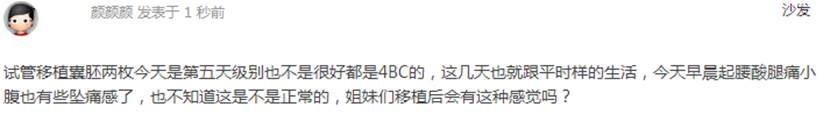 颜颜颜 发表于 1 秒前
沙发
试管移植囊胚两枚今天是第五天级别也不是很好都是4BC的，这几天也就跟平时样的生活，今天早晨起腰酸腿痛小
腹也有些坠痛感了，也不知道这是不是正常的，姐妹们移植后会有这种感觉吗？